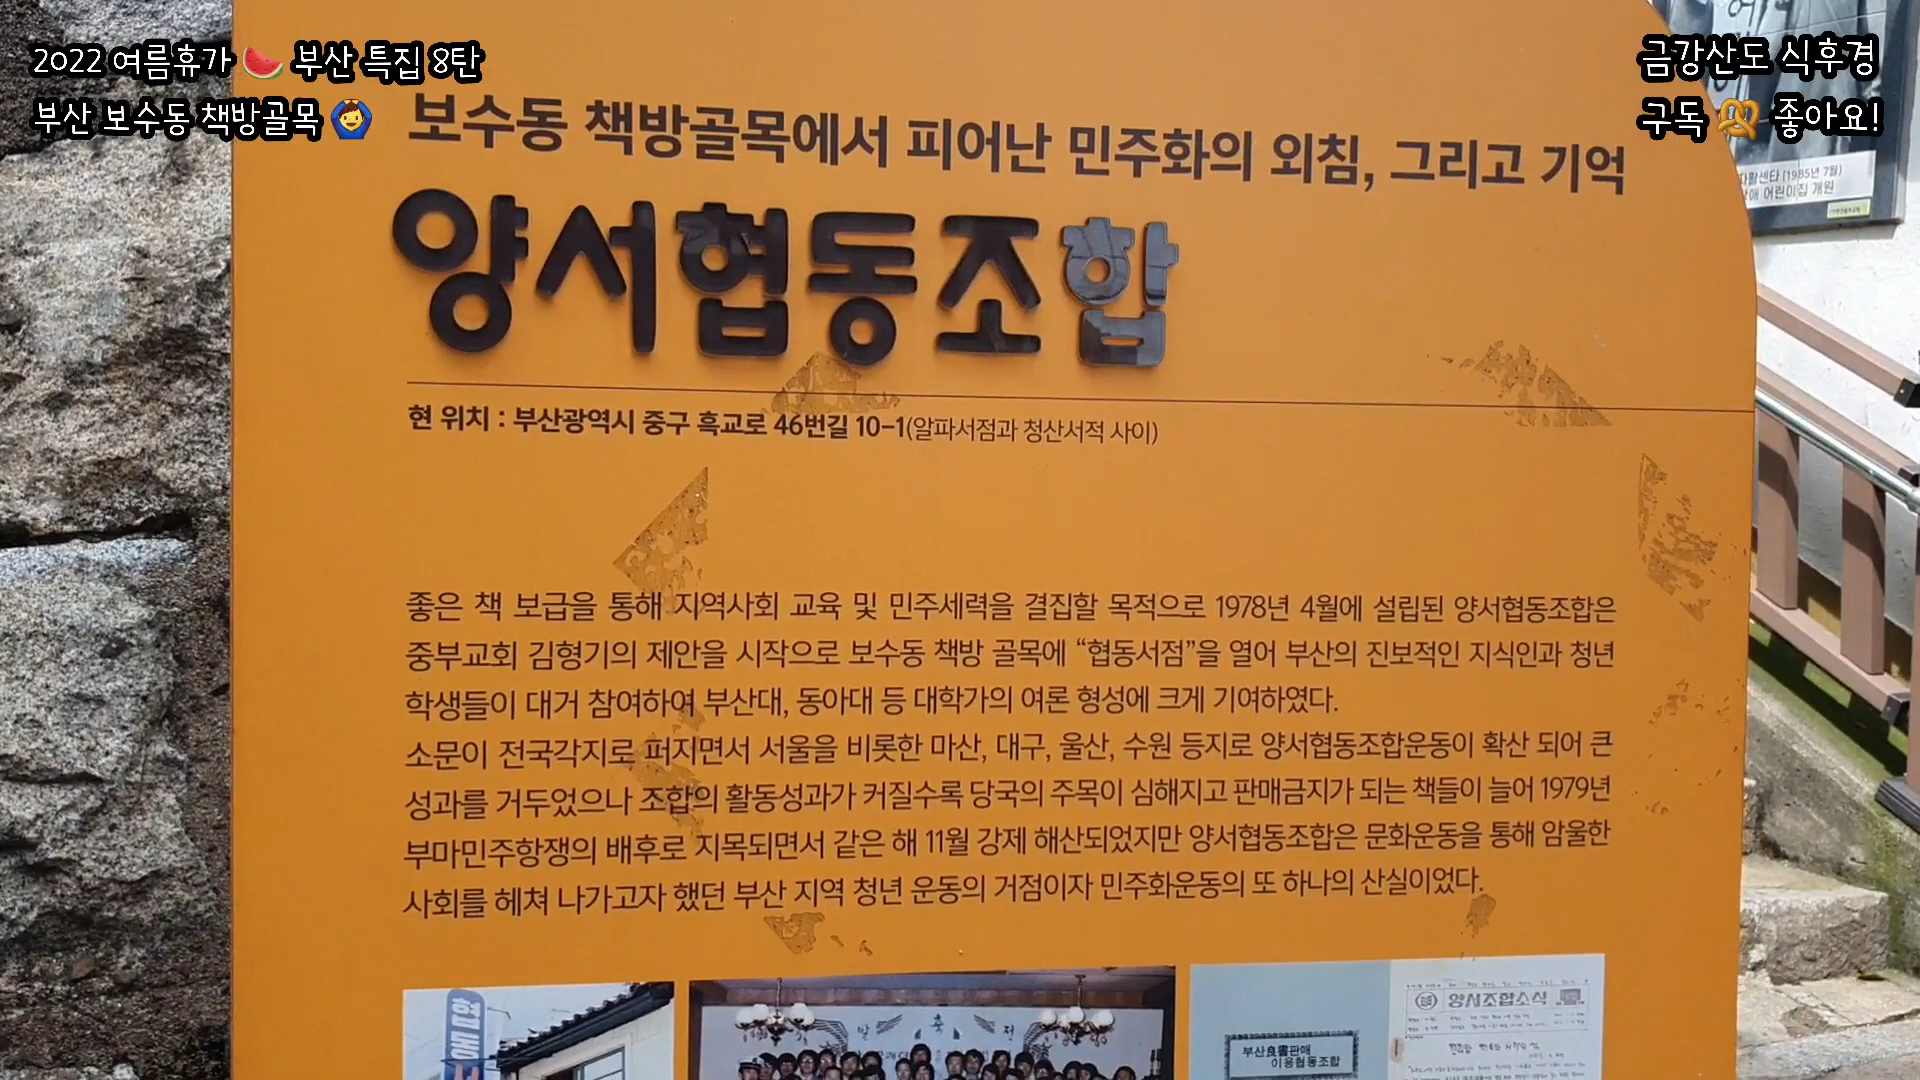 2022 여름휴가 🍉 부산 특집 8탄
부산 보수동 책방골목 🙆
금강산도 식후경
구독 🥨 좋아요!
보수동 책방골목에서 피어난 민주화의 외침, 그리고 기억
양서협동조합
현 위치 : 부산광역시 중구 흑교로 46번길 10-1(알파서점과 청산서적 사이)
좋은 책 보급을 통해 지역사회 교육 및 민주세력을 결집할 목적으로 1978년 4월에 설립된 양서협동조합은
중부교회 김형기의 제안을 시작으로 보수동 책방 골목에 “협동서점”을 열어 부산의 진보적인 지식인과 청년
학생들이 대거 참여하여 부산대, 동아대 등 대학가의 여론 형성에 크게 기여하였다.
소문이 전국각지로 퍼지면서 서울을 비롯한 마산, 대구, 울산, 수원 등지로 양서협동조합운동이 확산 되어 큰
성과를 거두었으나 조합의 활동성과가 커질수록 당국의 주목이 심해지고 판매금지가 되는 책들이 늘어 1979년
부마민주항쟁의 배후로 지목되면서 같은 해 11월 강제 해산되었지만 양서협동조합은 문화운동을 통해 암울한
사회를 헤쳐 나가고자 했던 부산 지역 청년 운동의 거점이자 민주화운동의 또 하나의 산실이었다.
(1985년 7월)
어린이집 개원
협동
축
전
부산良書販賣
이용협동조합
양서조합소식